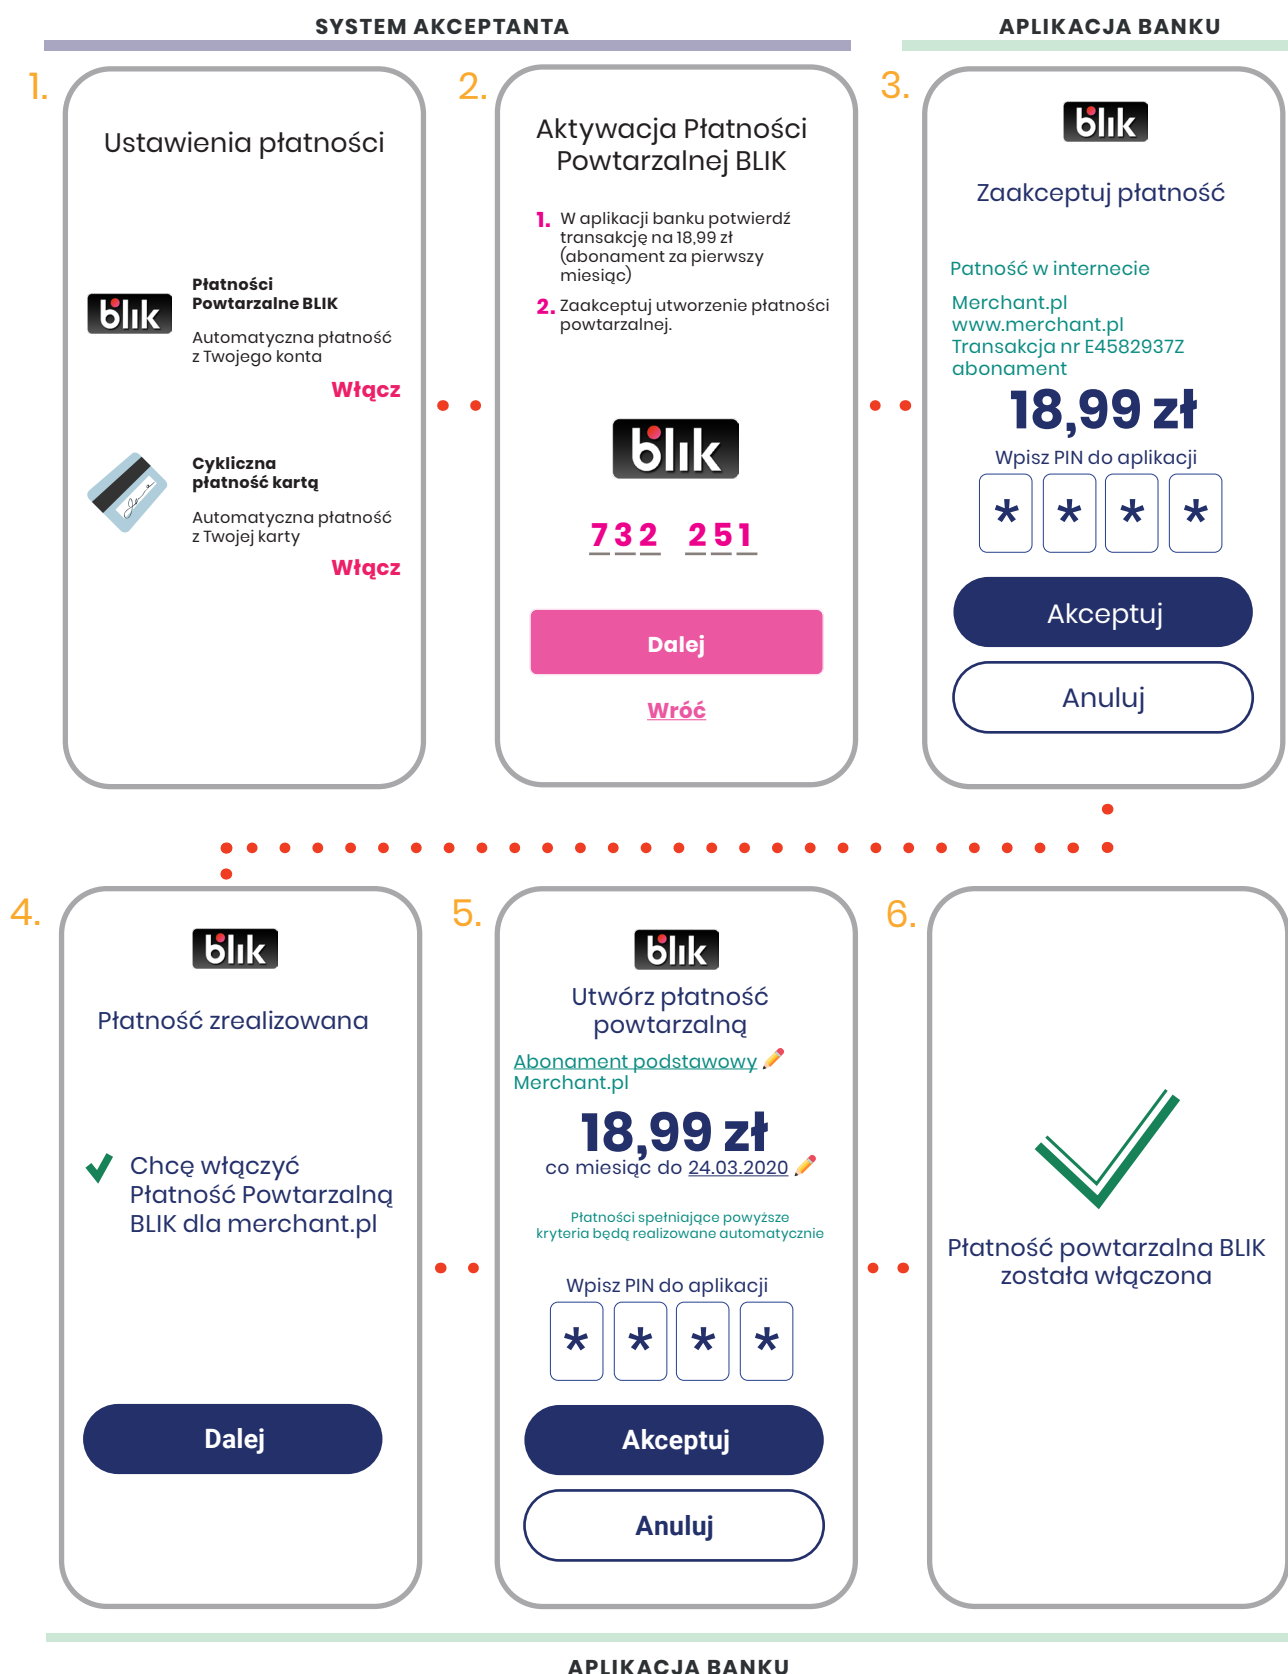 SYSTEM AKCEPTANTA
APLIKACJA BANKU
1.
Ustawienia płatności
blik
Płatności
Powtarzalne BLIK
Automatyczna płatność
z Twojego konta
Włącz
Cykliczna
płatność kartą
Automatyczna płatność
z Twojej karty
Włącz
2.
Aktywacja Płatności
Powtarzalnej BLIK
1. W aplikacji banku potwierdź
transakcję na 18,99 zł
(abonament za pierwszy
miesiąc)
2. Zaakceptuj utworzenie płatności
powtarzalnej.
blik
732 251
Dalej
Wróć
3.
blik
Zaakceptuj płatność
Patność w internecie
Merchant.pl
www.merchant.pl
Transakcja nr E4582937Z
abonament
18,99 zł
Wpisz PIN do aplikacji
* * * *
Akceptuj
Anuluj
4.
blik
Płatność zrealizowana
Chcę włączyć
Płatność Powtarzalną
BLIK dla merchant.pl
Dalej
5.
blik
Utwórz płatność
powtarzalną
Abonament podstawowy
Merchant.pl
18,99 zł
co miesiąc do 24.03.2020
Płatności spełniające powyższe
kryteria będą realizowane automatycznie
Wpisz PIN do aplikacji
* * * *
Akceptuj
Anuluj
6.
Płatność powtarzalna BLIK
została włączona
APLIKACJA BANKU